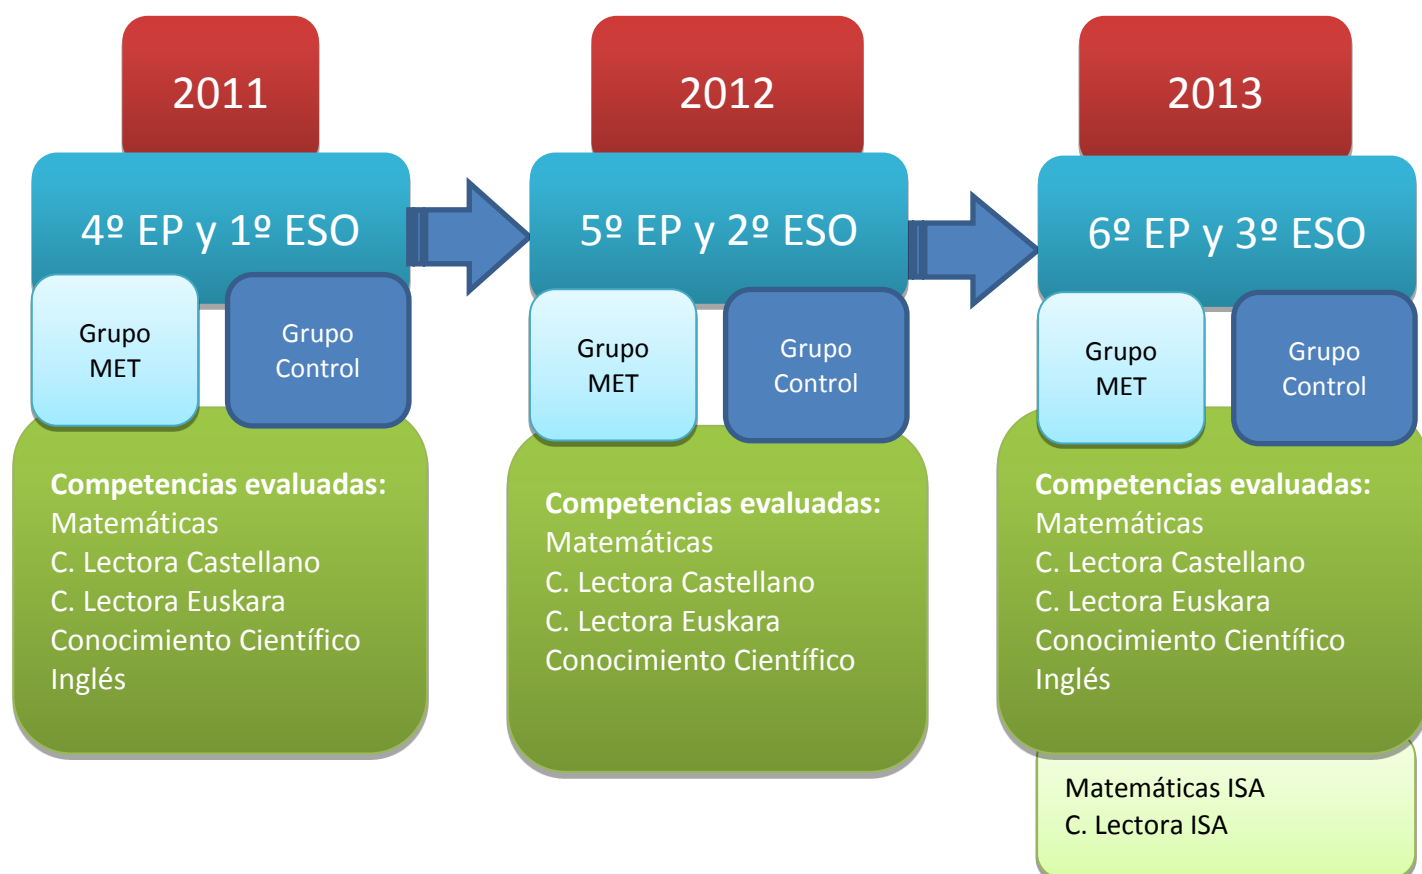 2011
4º EP y 1º ESO
Grupo
MET
Grupo
Control
Competencias evaluadas:
Matemáticas
C. Lectora Castellano
C. Lectora Euskara
Conocimiento Científico
Inglés
2012
5º EP y 2º ESO
Grupo
MET
Grupo
Control
Competencias evaluadas:
Matemáticas
C. Lectora Castellano
C. Lectora Euskara
Conocimiento Científico
2013
6º EP y 3º ESO
Grupo
MET
Grupo
Control
Competencias evaluadas:
Matemáticas
C. Lectora Castellano
C. Lectora Euskara
Conocimiento Científico
Inglés
Matemáticas ISA
C. Lectora ISA